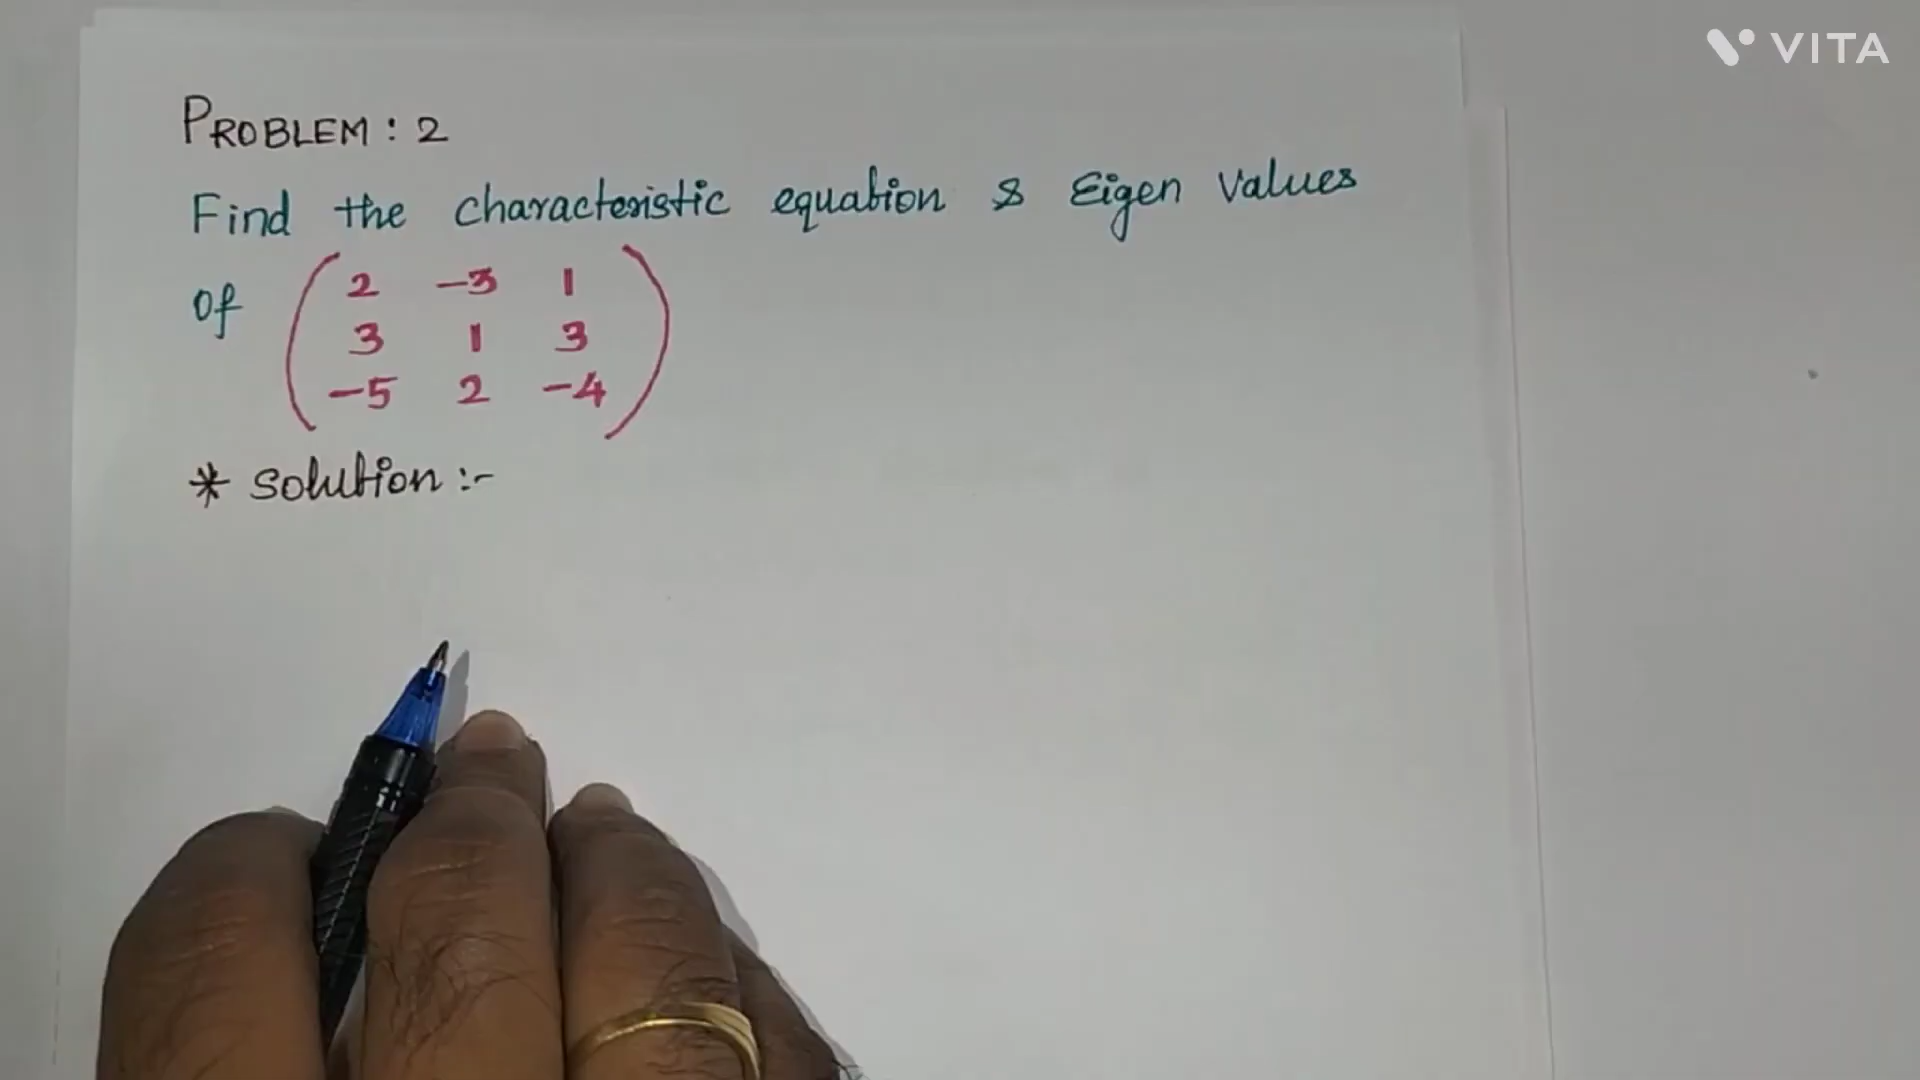 VITA
PROBLEM : 2
Find the characteristic equation & Eigen Values
of ( 2 -3 1
3 1 3
-5 2 -4 )
* Solution :-